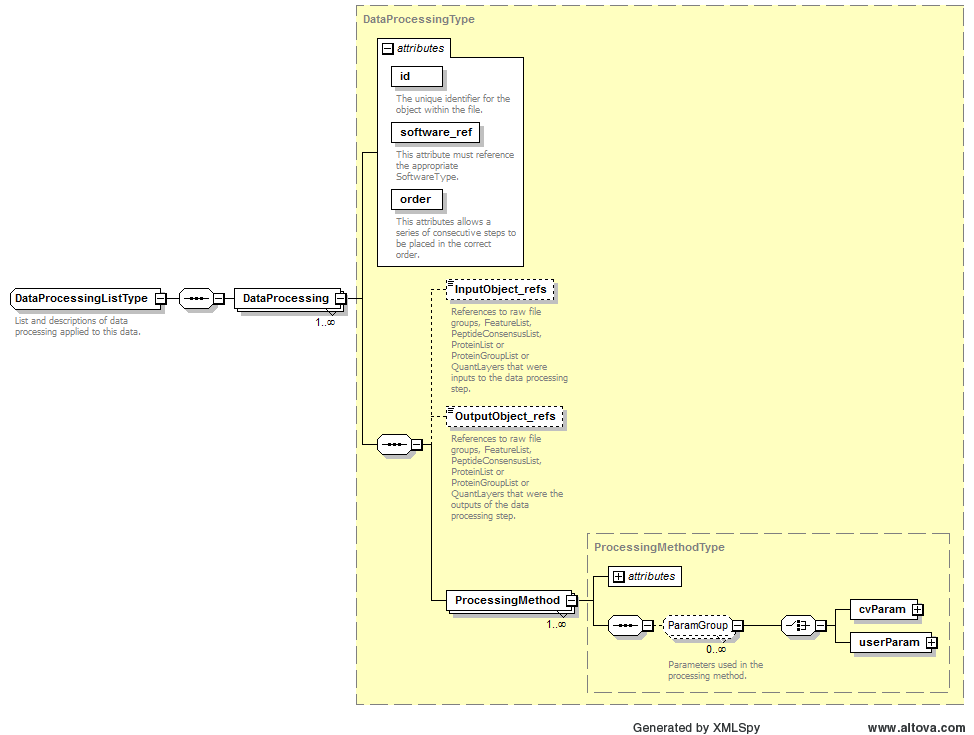 DataProcessingType
attributes
id
The unique identifier for the
object within the file.
software_ref
This attribute must reference
the appropriate
SoftwareType.
order
This attributes allows a
series of consecutive steps to
be placed in the correct
order.
DataProcessingListType
List and descriptions of data
processing applied to this data.
DataProcessing
1..∞
InputObject_refs
References to raw file
groups, FeatureList,
PeptideConsensusList,
ProteinList or
ProteinGroupList or
QuantLayers that were
inputs to the data processing
step.
OutputObject_refs
References to raw file
groups, FeatureList,
PeptideConsensusList,
ProteinList or
ProteinGroupList or
QuantLayers that were the
outputs of the data
processing step.
ProcessingMethod
1..∞
ProcessingMethodType
attributes
ParamGroup
0..∞
Parameters used in the
processing method.
cvParam
userParam
Generated by XMLSpy
www.altova.com